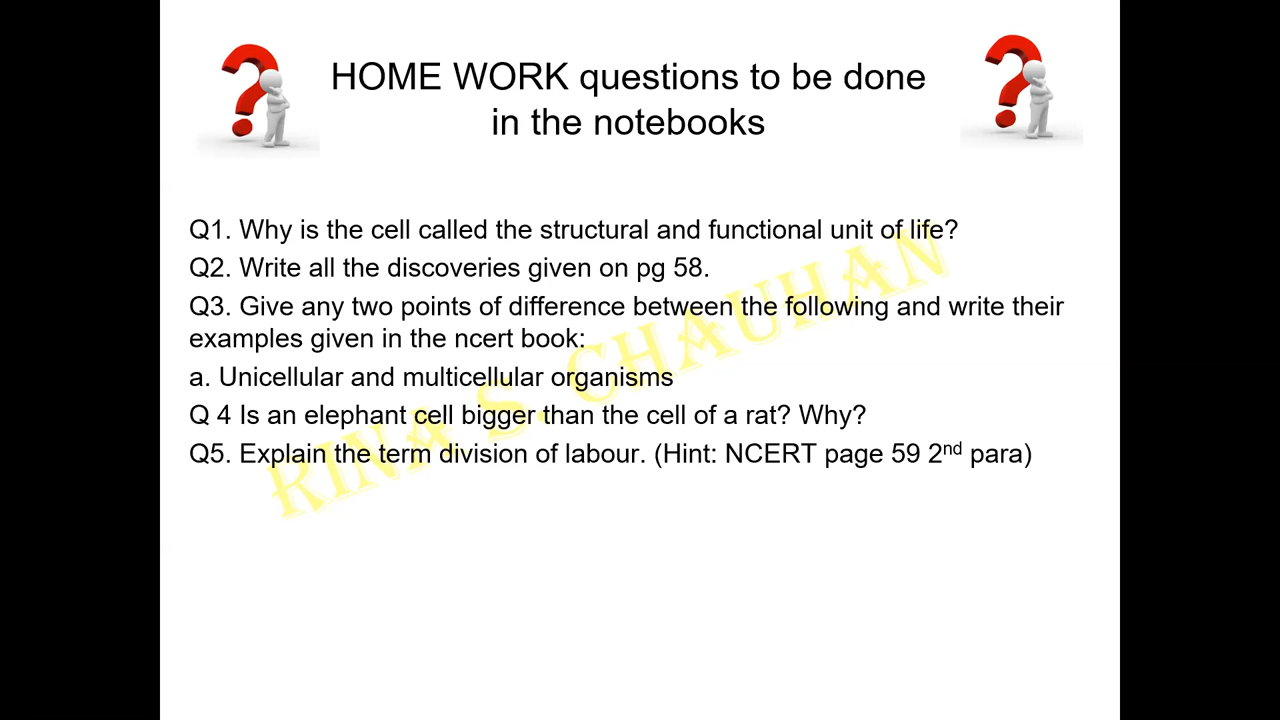 HOME WORK questions to be done
in the notebooks
Q1. Why is the cell called the structural and functional unit of life?
Q2. Write all the discoveries given on pg 58.
Q3. Give any two points of difference between the following and write their
examples given in the ncert book:
a. Unicellular and multicellular organisms
Q 4 Is an elephant cell bigger than the cell of a rat? Why?
Q5. Explain the term division of labour. (Hint: NCERT page 59 2nd para)
RINA S. CHAUHAN